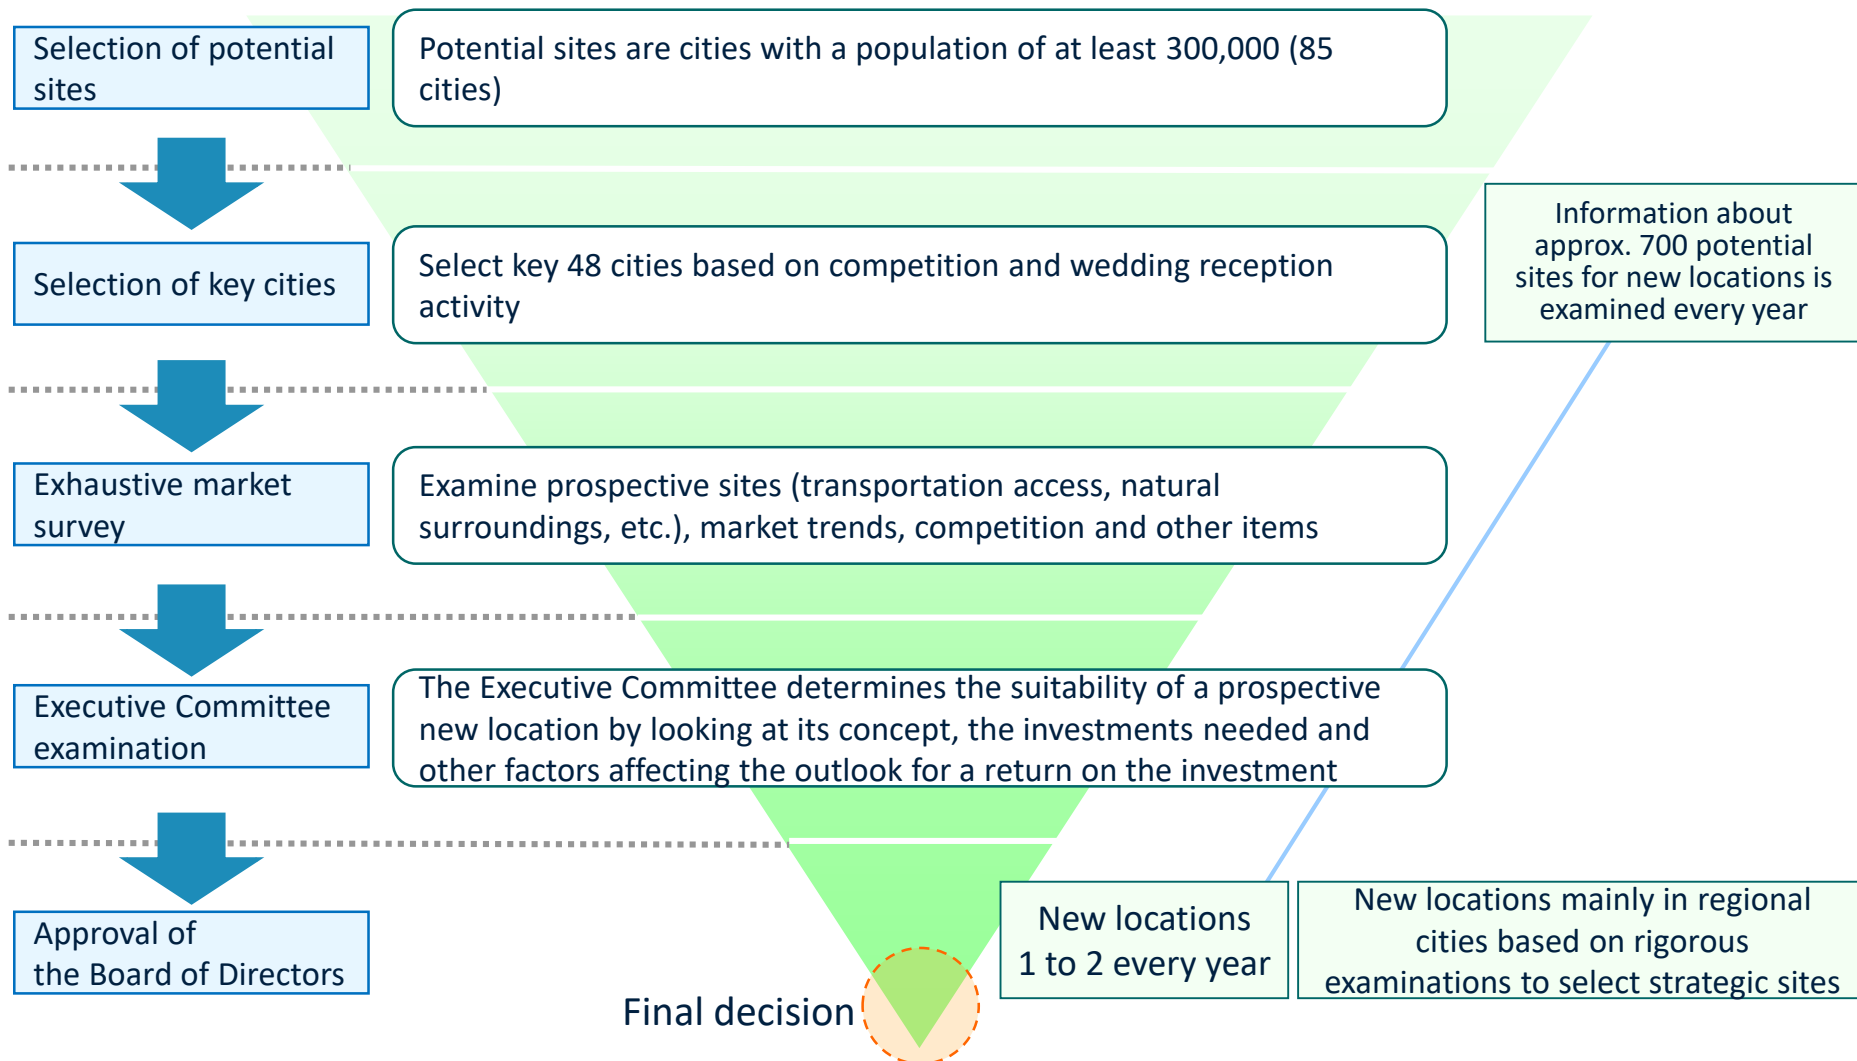 Selection of potential
sites
Potential sites are cities with a population of at least 300,000 (85
cities)
Selection of key cities
Select key 48 cities based on competition and wedding reception
activity
Information about
approx. 700 potential
sites for new locations is
examined every year
Exhaustive market
survey
Examine prospective sites (transportation access, natural
surroundings, etc.), market trends, competition and other items
Executive Committee
examination
The Executive Committee determines the suitability of a prospective
new location by looking at its concept, the investments needed and
other factors affecting the outlook for a return on the investment
Approval of
the Board of Directors
Final decision
New locations
1 to 2 every year
New locations mainly in regional
cities based on rigorous
examinations to select strategic sites